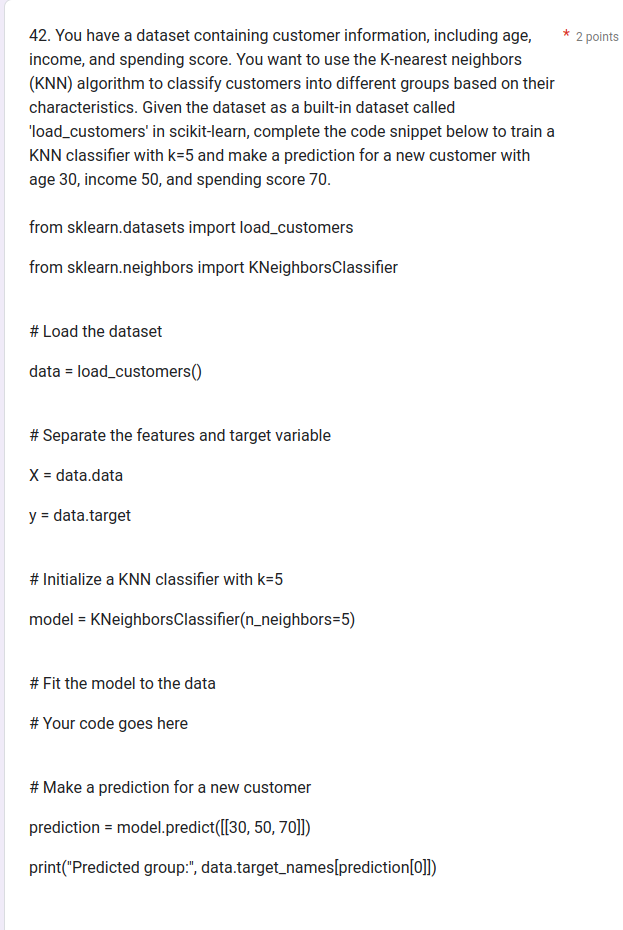 42. You have a dataset containing customer information, including age, * 2 points
income, and spending score. You want to use the K-nearest neighbors
(KNN) algorithm to classify customers into different groups based on their
characteristics. Given the dataset as a built-in dataset called
'load_customers' in scikit-learn, complete the code snippet below to train a
KNN classifier with k=5 and make a prediction for a new customer with
age 30, income 50, and spending score 70.
from sklearn.datasets import load_customers
from sklearn.neighbors import KNeighborsClassifier
# Load the dataset
data = load_customers()
# Separate the features and target variable
X = data.data
y = data.target
# Initialize a KNN classifier with k=5
model = KNeighborsClassifier(n_neighbors=5)
# Fit the model to the data
# Your code goes here
# Make a prediction for a new customer
prediction = model.predict([[30, 50, 70]])
print("Predicted group:", data.target_names[prediction[0]])